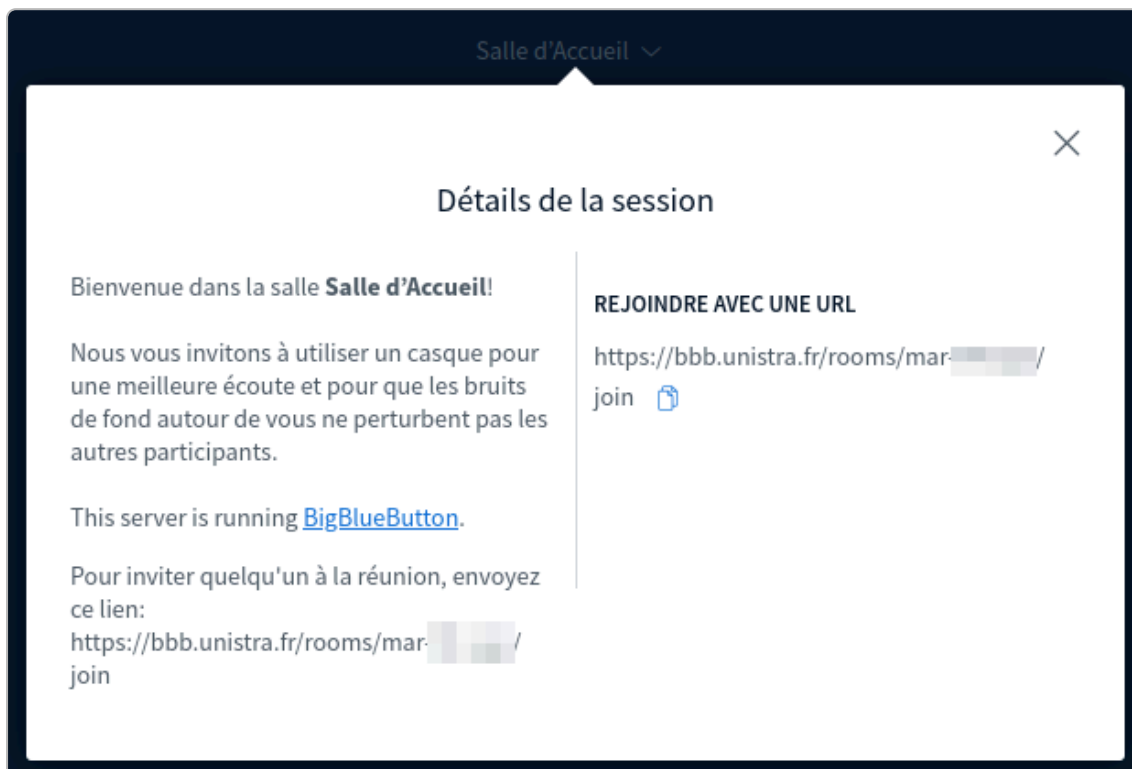 Salle d’Accueil
Détails de la session
Bienvenue dans la salle Salle d’Accueil!
Nous vous invitons à utiliser un casque pour
une meilleure écoute et pour que les bruits
de fond autour de vous ne perturbent pas les
autres participants.
This server is running BigBlueButton.
Pour inviter quelqu'un à la réunion, envoyez
ce lien:
https://bbb.unistra.fr/rooms/mar- /
join
REJOINDRE AVEC UNE URL
https://bbb.unistra.fr/rooms/mar- /
join